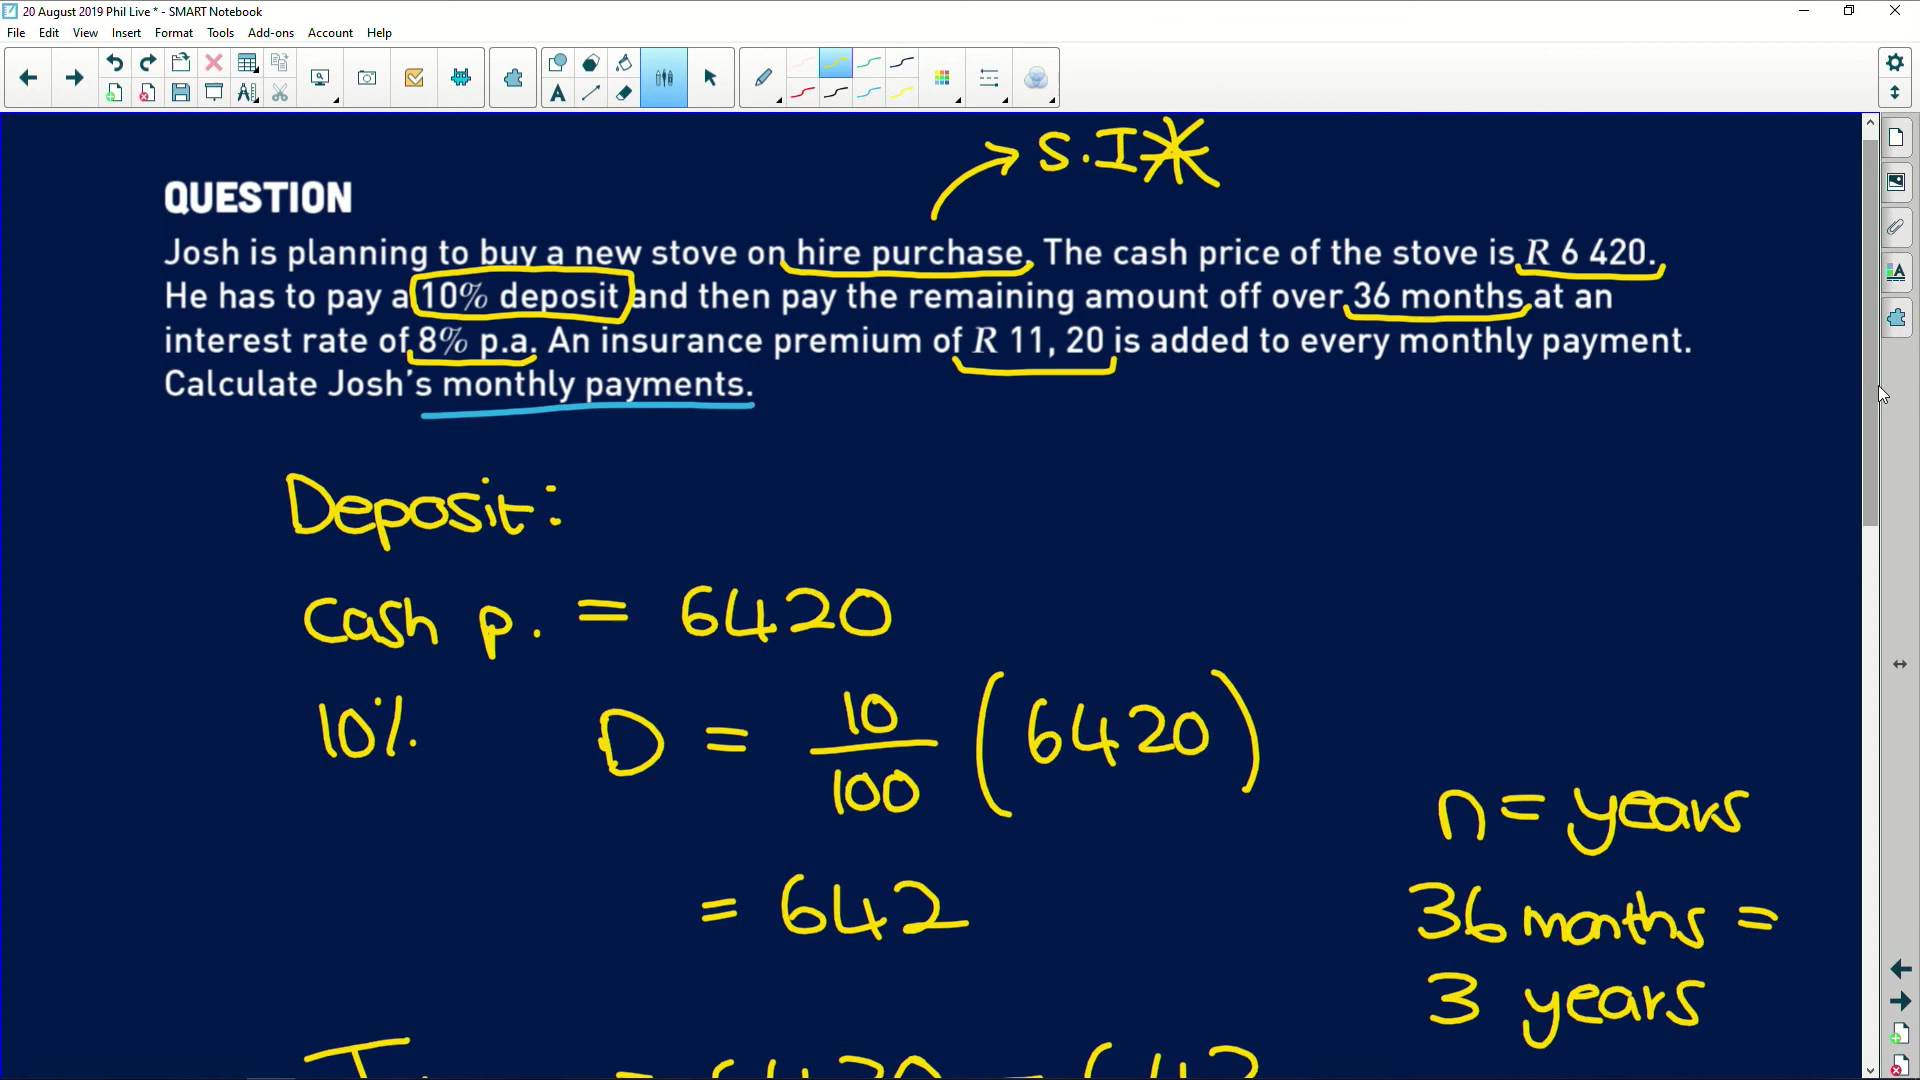 20 August 2019 Phil Live * - SMART Notebook
File Edit View Insert Format Tools Add-ons Account Help
→ S.I*
QUESTION
Josh is planning to buy a new stove on hire purchase. The cash price of the stove is R 6 420.
He has to pay a 10% deposit and then pay the remaining amount off over 36 months at an
interest rate of 8% p.a. An insurance premium of R 11, 20 is added to every monthly payment.
Calculate Josh's monthly payments.
Deposit:
Cash p. = 6420
10% D = 10/100 (6420)
n = years
= 642
36 months =
3 years
= 6420 - 642